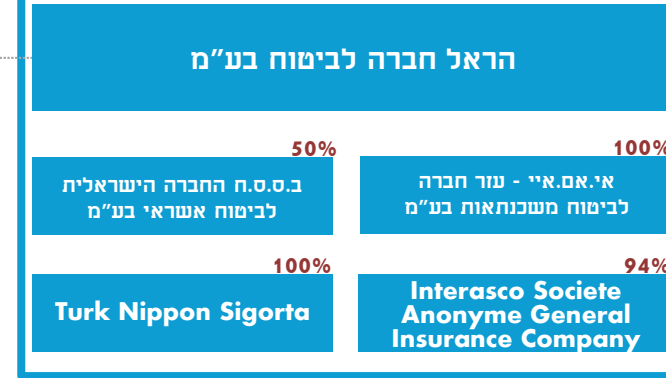 הראל חברה לביטוח בע"מ
100%
אי.אם.איי - עזר חברה
לביטוח משכנתאות בע"מ
50%
ב.ס.ס.ח החברה הישראלית
לביטוח אשראי בע"מ
94%
Interasco Societe
Anonyme General
Insurance Company
100%
Turk Nippon Sigorta